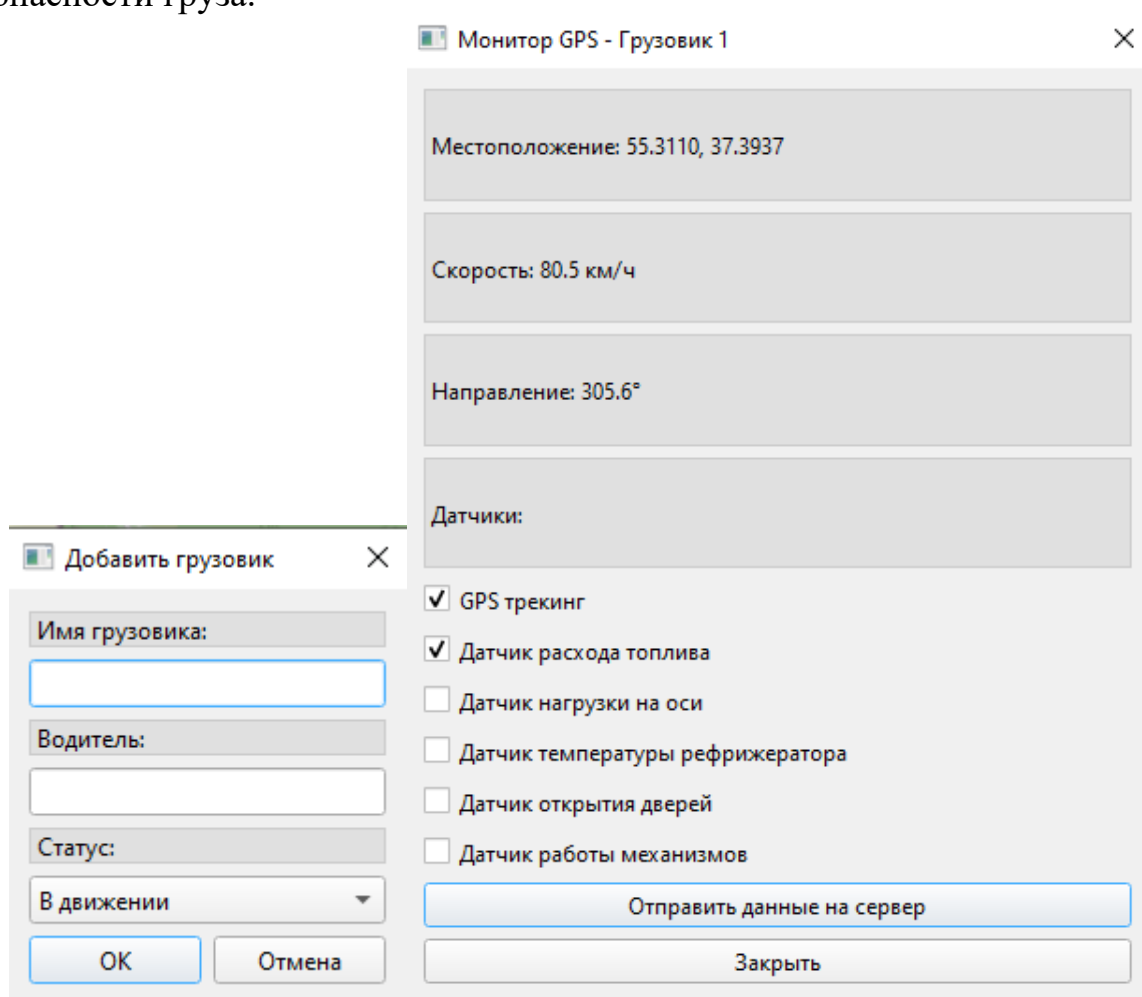 груза.
Монитор GPS - Грузовик 1
Местоположение: 55.3110, 37.3937
Скорость: 80.5 км/ч
Направление: 305.6°
Датчики:
GPS трекинг
Датчик расхода топлива
Датчик нагрузки на оси
Датчик температуры рефрижератора
Датчик открытия дверей
Датчик работы механизмов
Отправить данные на сервер
Закрыть
Добавить грузовик
Имя грузовика:
Водитель:
Статус:
В движении
OK
Отмена